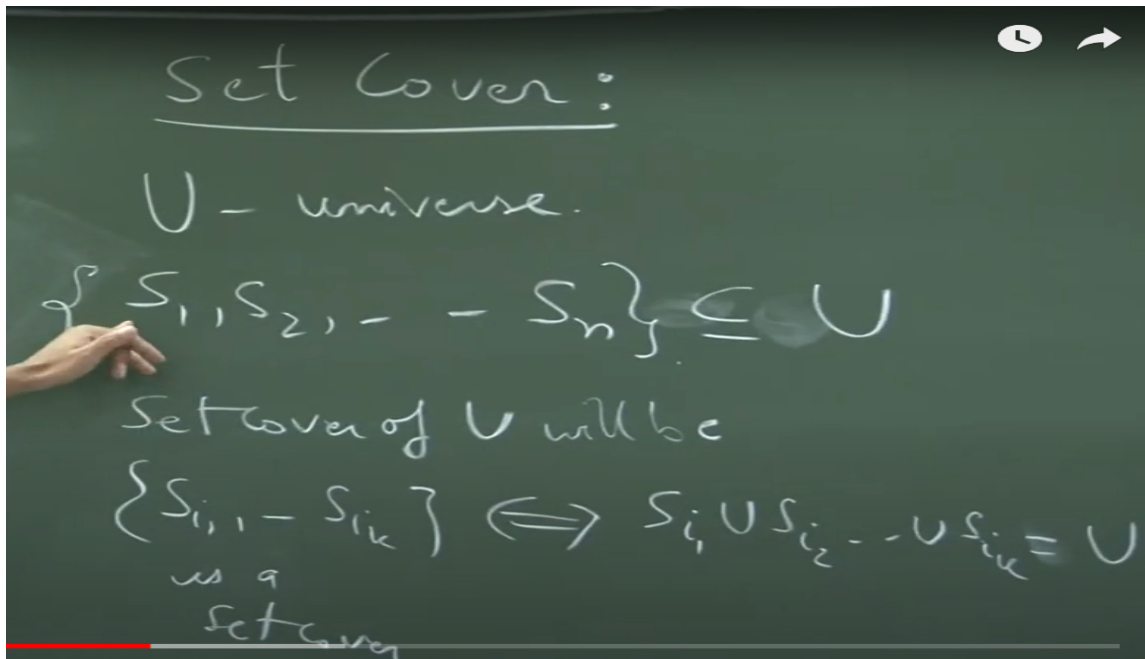 Set Cover :
U - universe.
{ S₁, S₂, - - Sₙ} ⊆ U
Set cover of U will be
{Sᵢ₁, - Sᵢₖ} ⟺ Sᵢ₁ ∪ Sᵢ₂ - - ∪ Sᵢₖ = U
is a
set cover